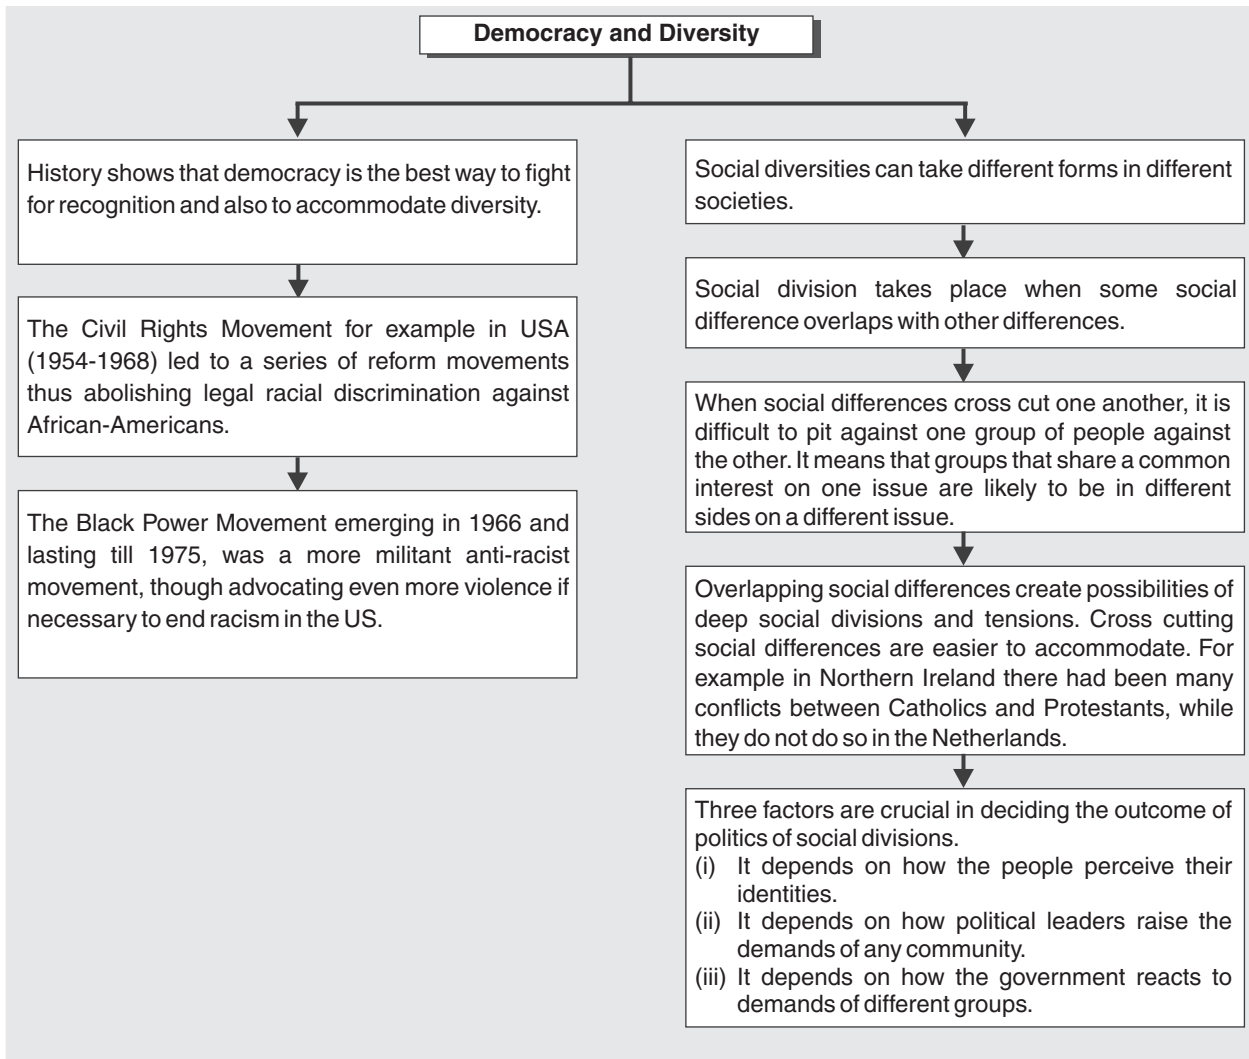 Democracy and Diversity
History shows that democracy is the best way to fight
for recognition and also to accommodate diversity.
The Civil Rights Movement for example in USA
(1954-1968) led to a series of reform movements
thus abolishing legal racial discrimination against
African-Americans.
The Black Power Movement emerging in 1966 and
lasting till 1975, was a more militant anti-racist
movement, though advocating even more violence if
necessary to end racism in the US.
Social diversities can take different forms in different
societies.
Social division takes place when some social
difference overlaps with other differences.
When social differences cross cut one another, it is
difficult to pit against one group of people against
the other. It means that groups that share a common
interest on one issue are likely to be in different
sides on a different issue.
Overlapping social differences create possibilities of
deep social divisions and tensions. Cross cutting
social differences are easier to accommodate. For
example in Northern Ireland there had been many
conflicts between Catholics and Protestants, while
they do not do so in the Netherlands.
Three factors are crucial in deciding the outcome of
politics of social divisions.
(i) It depends on how the people perceive their
identities.
(ii) It depends on how political leaders raise the
demands of any community.
(iii) It depends on how the government reacts to
demands of different groups.